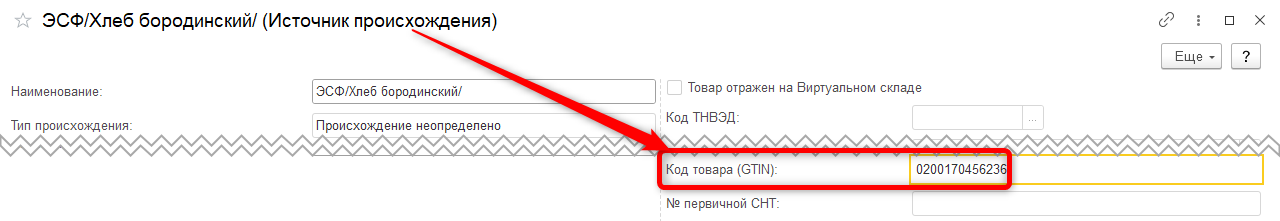 ЭСФ/Хлеб бородинский/ (Источник происхождения)
Еще ?
Наименование: ЭСФ/Хлеб бородинский/
Товар отражен на Виртуальном складе
Тип происхождения: Происхождение неопределено
Код ТНВЭД: ...
Код товара (GTIN): 0200170456236
№ первичной СНТ: